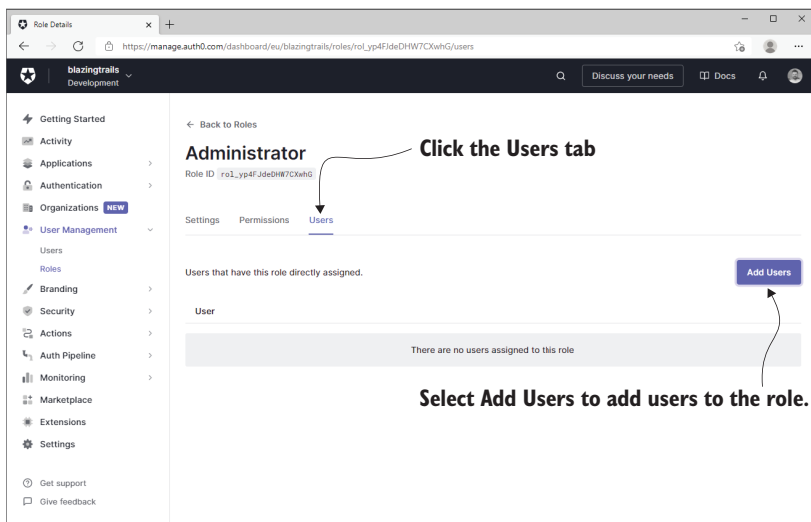 Role Details
https://manage.auth0.com/dashboard/eu/blazingtrails/roles/rol_yp4FJdeDHW7CXwhG/users
blazingtrails
Development
Discuss your needs
Docs
Getting Started
Activity
Applications
Authentication
Organizations NEW
User Management
Users
Roles
Branding
Security
Actions
Auth Pipeline
Monitoring
Marketplace
Extensions
Settings
Get support
Give feedback
← Back to Roles
Click the Users tab
Administrator
Role ID rol_yp4FJdeDHW7CXwhG
Settings Permissions Users
Users that have this role directly assigned.
Add Users
User
There are no users assigned to this role
Select Add Users to add users to the role.